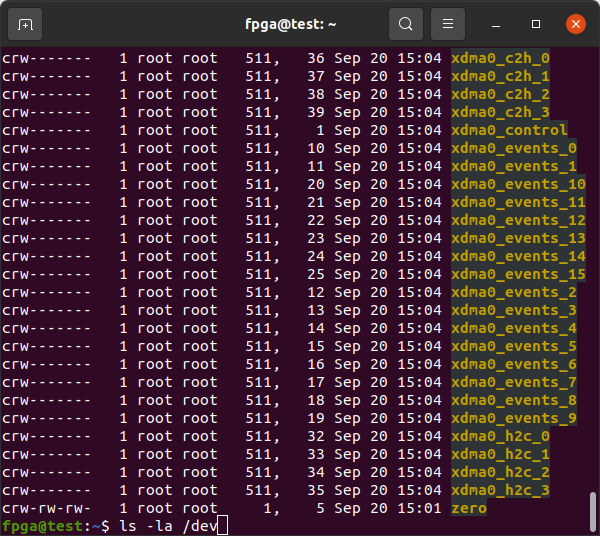 fpga@test: ~
crw------- 1 root root 511, 36 Sep 20 15:04 xdma0_c2h_0
crw------- 1 root root 511, 37 Sep 20 15:04 xdma0_c2h_1
crw------- 1 root root 511, 38 Sep 20 15:04 xdma0_c2h_2
crw------- 1 root root 511, 39 Sep 20 15:04 xdma0_c2h_3
crw------- 1 root root 511, 1 Sep 20 15:04 xdma0_control
crw------- 1 root root 511, 10 Sep 20 15:04 xdma0_events_0
crw------- 1 root root 511, 11 Sep 20 15:04 xdma0_events_1
crw------- 1 root root 511, 20 Sep 20 15:04 xdma0_events_10
crw------- 1 root root 511, 21 Sep 20 15:04 xdma0_events_11
crw------- 1 root root 511, 22 Sep 20 15:04 xdma0_events_12
crw------- 1 root root 511, 23 Sep 20 15:04 xdma0_events_13
crw------- 1 root root 511, 24 Sep 20 15:04 xdma0_events_14
crw------- 1 root root 511, 25 Sep 20 15:04 xdma0_events_15
crw------- 1 root root 511, 12 Sep 20 15:04 xdma0_events_2
crw------- 1 root root 511, 13 Sep 20 15:04 xdma0_events_3
crw------- 1 root root 511, 14 Sep 20 15:04 xdma0_events_4
crw------- 1 root root 511, 15 Sep 20 15:04 xdma0_events_5
crw------- 1 root root 511, 16 Sep 20 15:04 xdma0_events_6
crw------- 1 root root 511, 17 Sep 20 15:04 xdma0_events_7
crw------- 1 root root 511, 18 Sep 20 15:04 xdma0_events_8
crw------- 1 root root 511, 19 Sep 20 15:04 xdma0_events_9
crw------- 1 root root 511, 32 Sep 20 15:04 xdma0_h2c_0
crw------- 1 root root 511, 33 Sep 20 15:04 xdma0_h2c_1
crw------- 1 root root 511, 34 Sep 20 15:04 xdma0_h2c_2
crw------- 1 root root 511, 35 Sep 20 15:04 xdma0_h2c_3
crw-rw-rw- 1 root root 1, 5 Sep 20 15:01 zero
fpga@test:~$ ls -la /dev